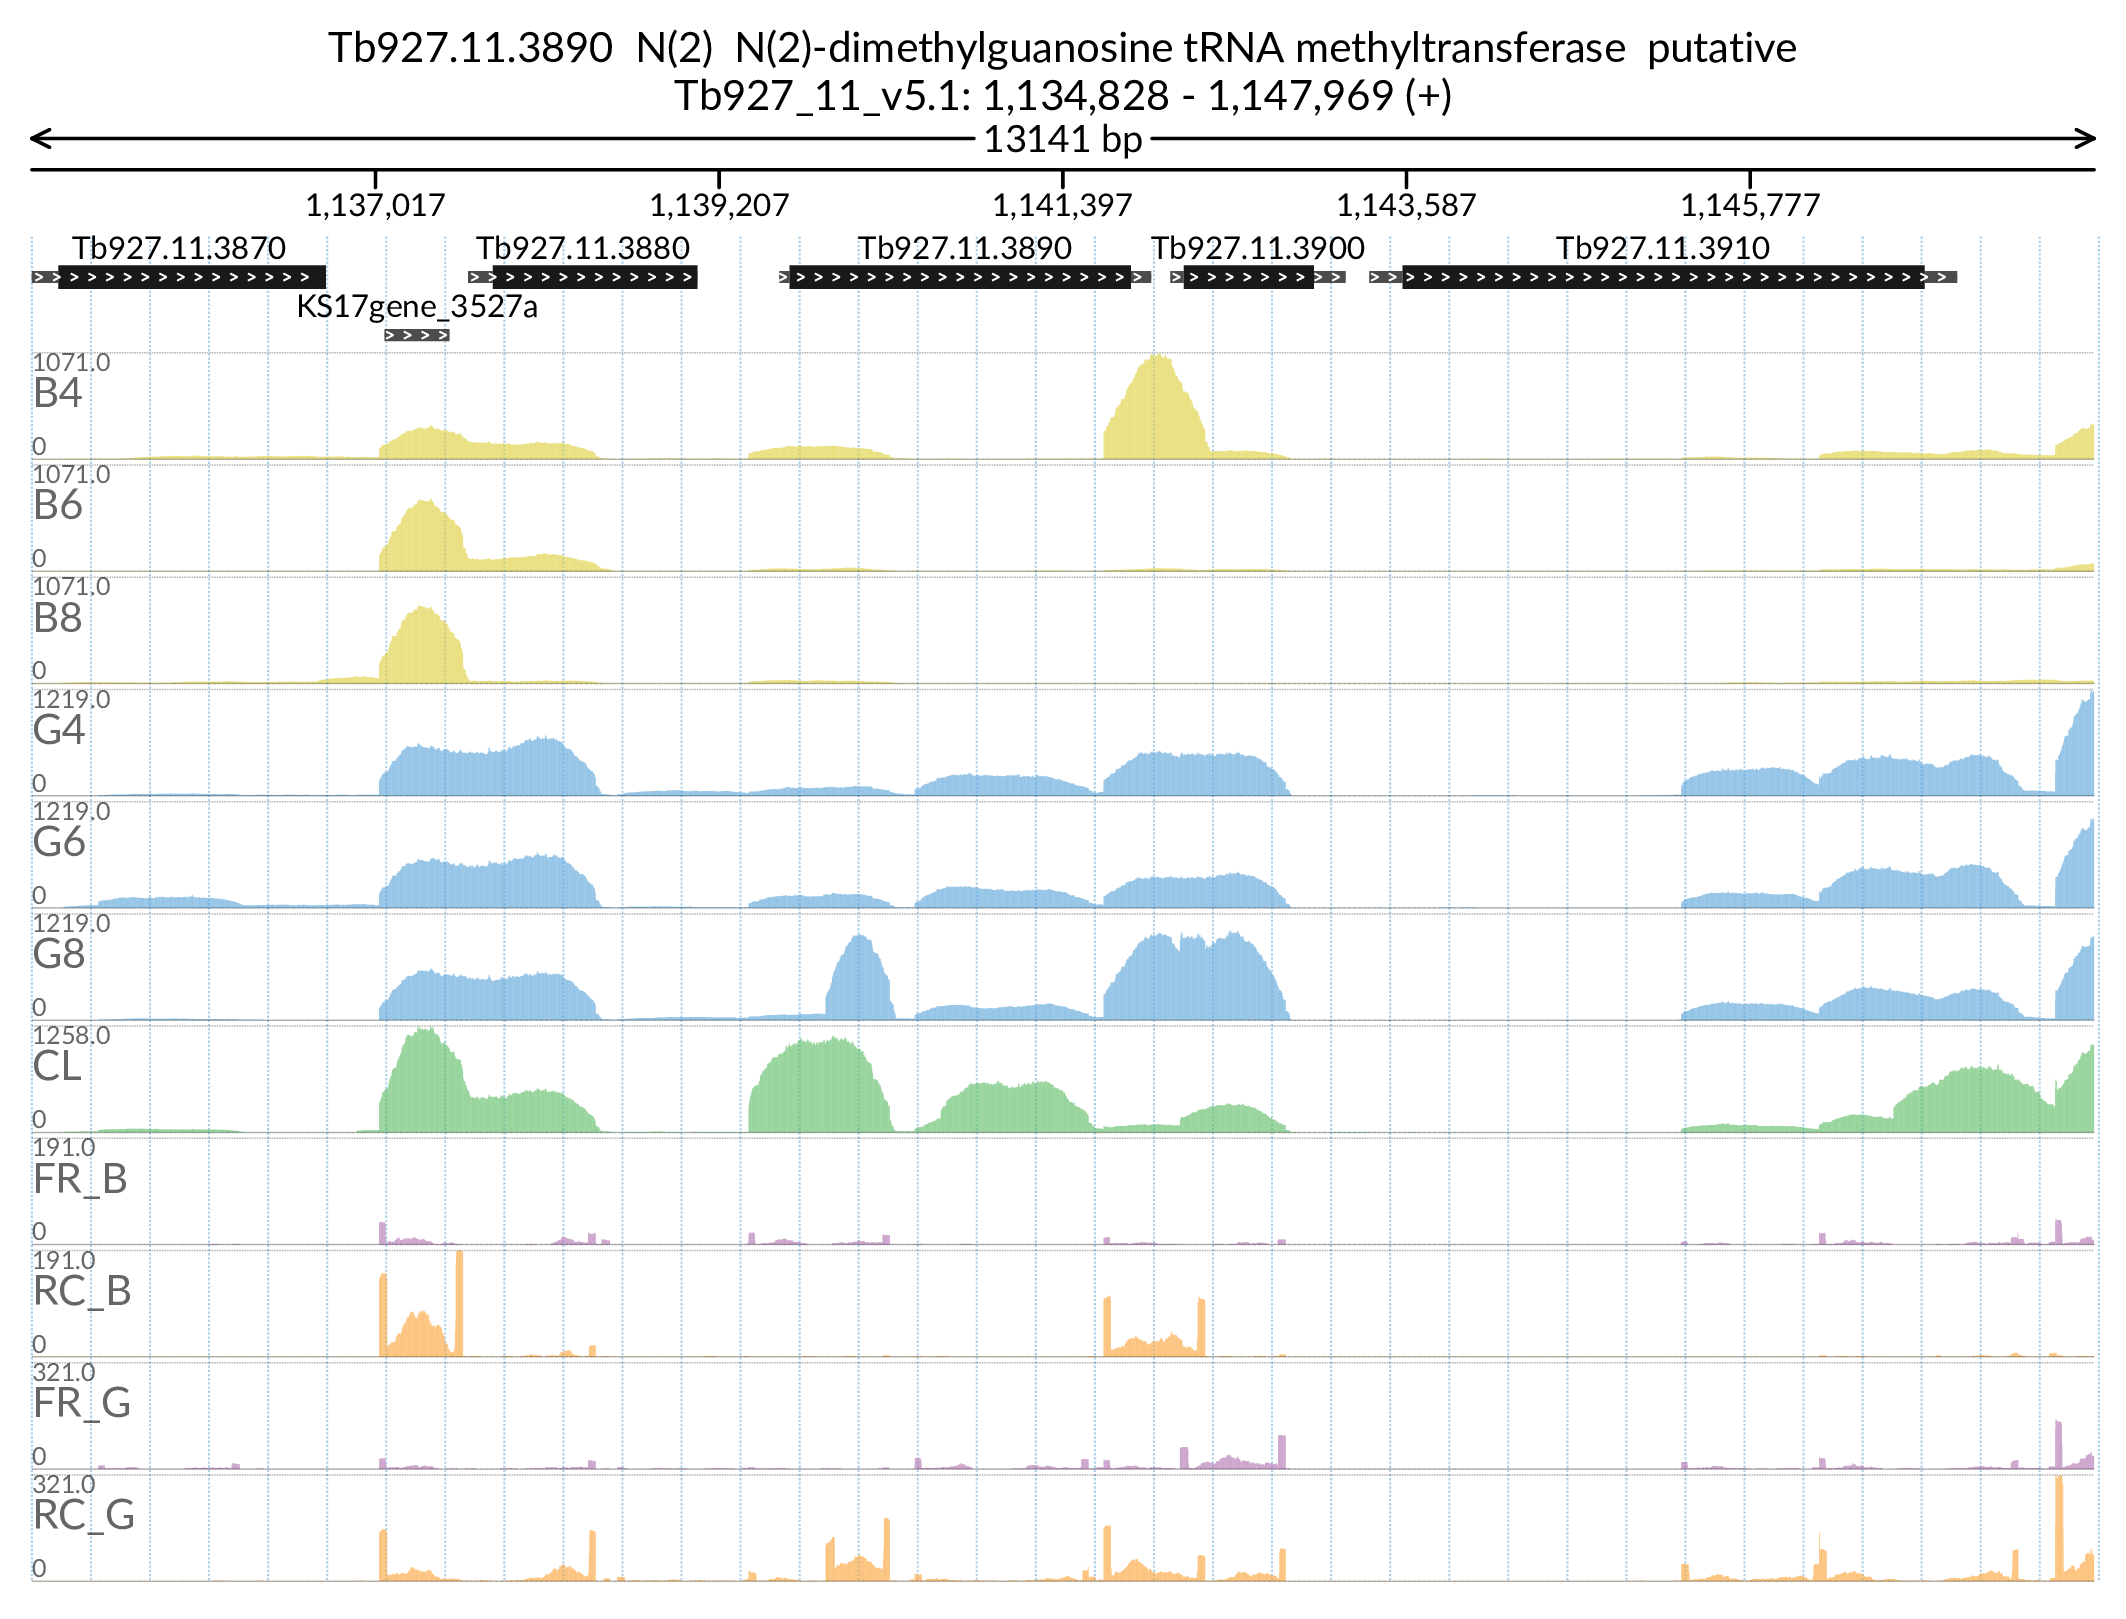 Tb927.11.3890  N(2)  N(2)-dimethylguanosine tRNA methyltransferase  putative
Tb927_11_v5.1: 1,134,828 - 1,147,969 (+)
13141 bp
1,137,017 1,139,207 1,141,397 1,143,587 1,145,777
Tb927.11.3870 Tb927.11.3880 Tb927.11.3890 Tb927.11.3900 Tb927.11.3910
KS17gene_3527a
1071.0
B4
0
1071.0
B6
0
1071.0
B8
0
1219.0
G4
0
1219.0
G6
0
1219.0
G8
0
1258.0
CL
0
191.0
FR_B
0
191.0
RC_B
0
321.0
FR_G
0
321.0
RC_G
0